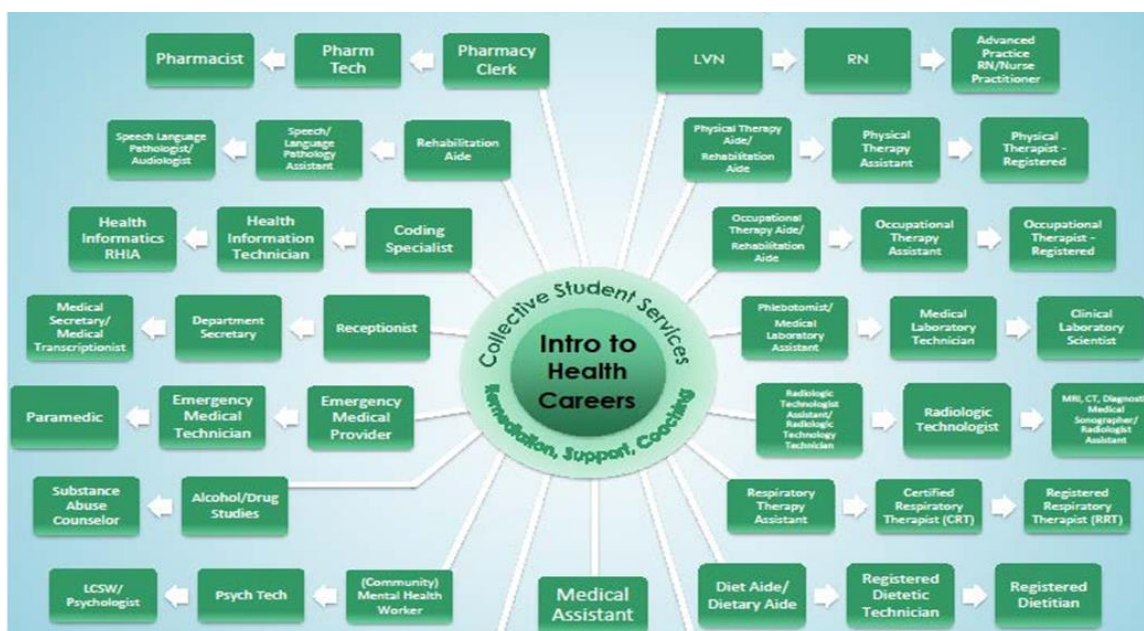 Pharmacist
Pharm
Tech
Pharmacy
Clerk
LVN
RN
Advanced
Practice
RN/Nurse
Practitioner
Speech Language
Pathologist/
Audiologist
Speech/
Language
Pathology
Assistant
Rehabilitation
Aide
Physical Therapy
Aide/
Rehabilitation
Aide
Physical
Therapy
Assistant
Physical
Therapist -
Registered
Health
Informatics
RHIA
Health
Information
Technician
Coding
Specialist
Occupational
Therapy Aide/
Rehabilitation
Aide
Occupational
Therapy
Assistant
Occupational
Therapist -
Registered
Medical
Secretary/
Medical
Transcriptionist
Department
Secretary
Receptionist
Collective Student Services
Intro to
Health
Careers
Remediation, Support, Coaching
Phlebotomist/
Medical
Laboratory
Assistant
Medical
Laboratory
Technician
Clinical
Laboratory
Scientist
Paramedic
Emergency
Medical
Technician
Emergency
Medical
Provider
Radiologic
Technologist
Assistant/
Radiologic
Technology
Technician
Radiologic
Technologist
MRI, CT, Diagnosti
Medical
Sonographer/
Radiologist
Assistant
Substance
Abuse
Counselor
Alcohol/Drug
Studies
Respiratory
Therapy
Assistant
Certified
Respiratory
Therapist (CRT)
Registered
Respiratory
Therapist (RRT)
LCSW/
Psychologist
Psych Tech
(Community)
Mental Health
Worker
Medical
Assistant
Diet Aide/
Dietary Aide
Registered
Dietetic
Technician
Registered
Dietitian